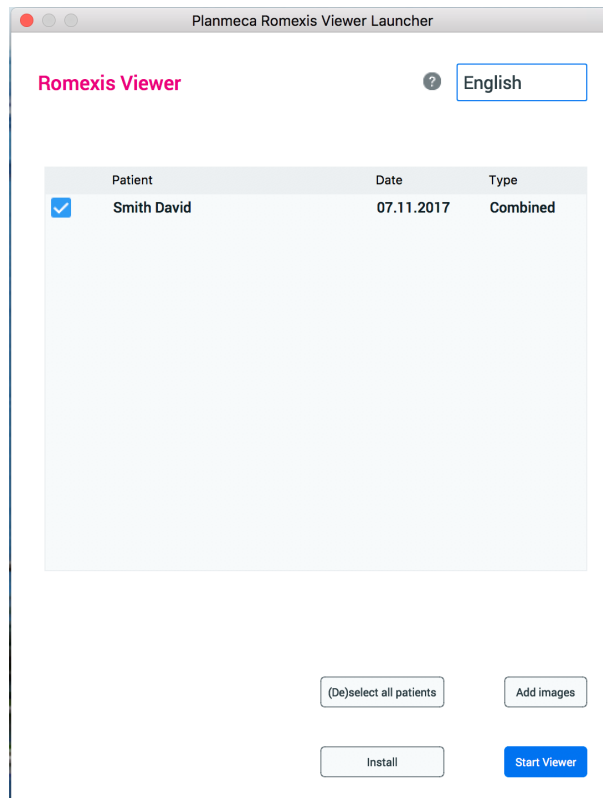 Planmeca Romexis Viewer Launcher
Romexis Viewer
? English
Patient Date Type
Smith David 07.11.2017 Combined
(De)select all patients Add images
Install Start Viewer